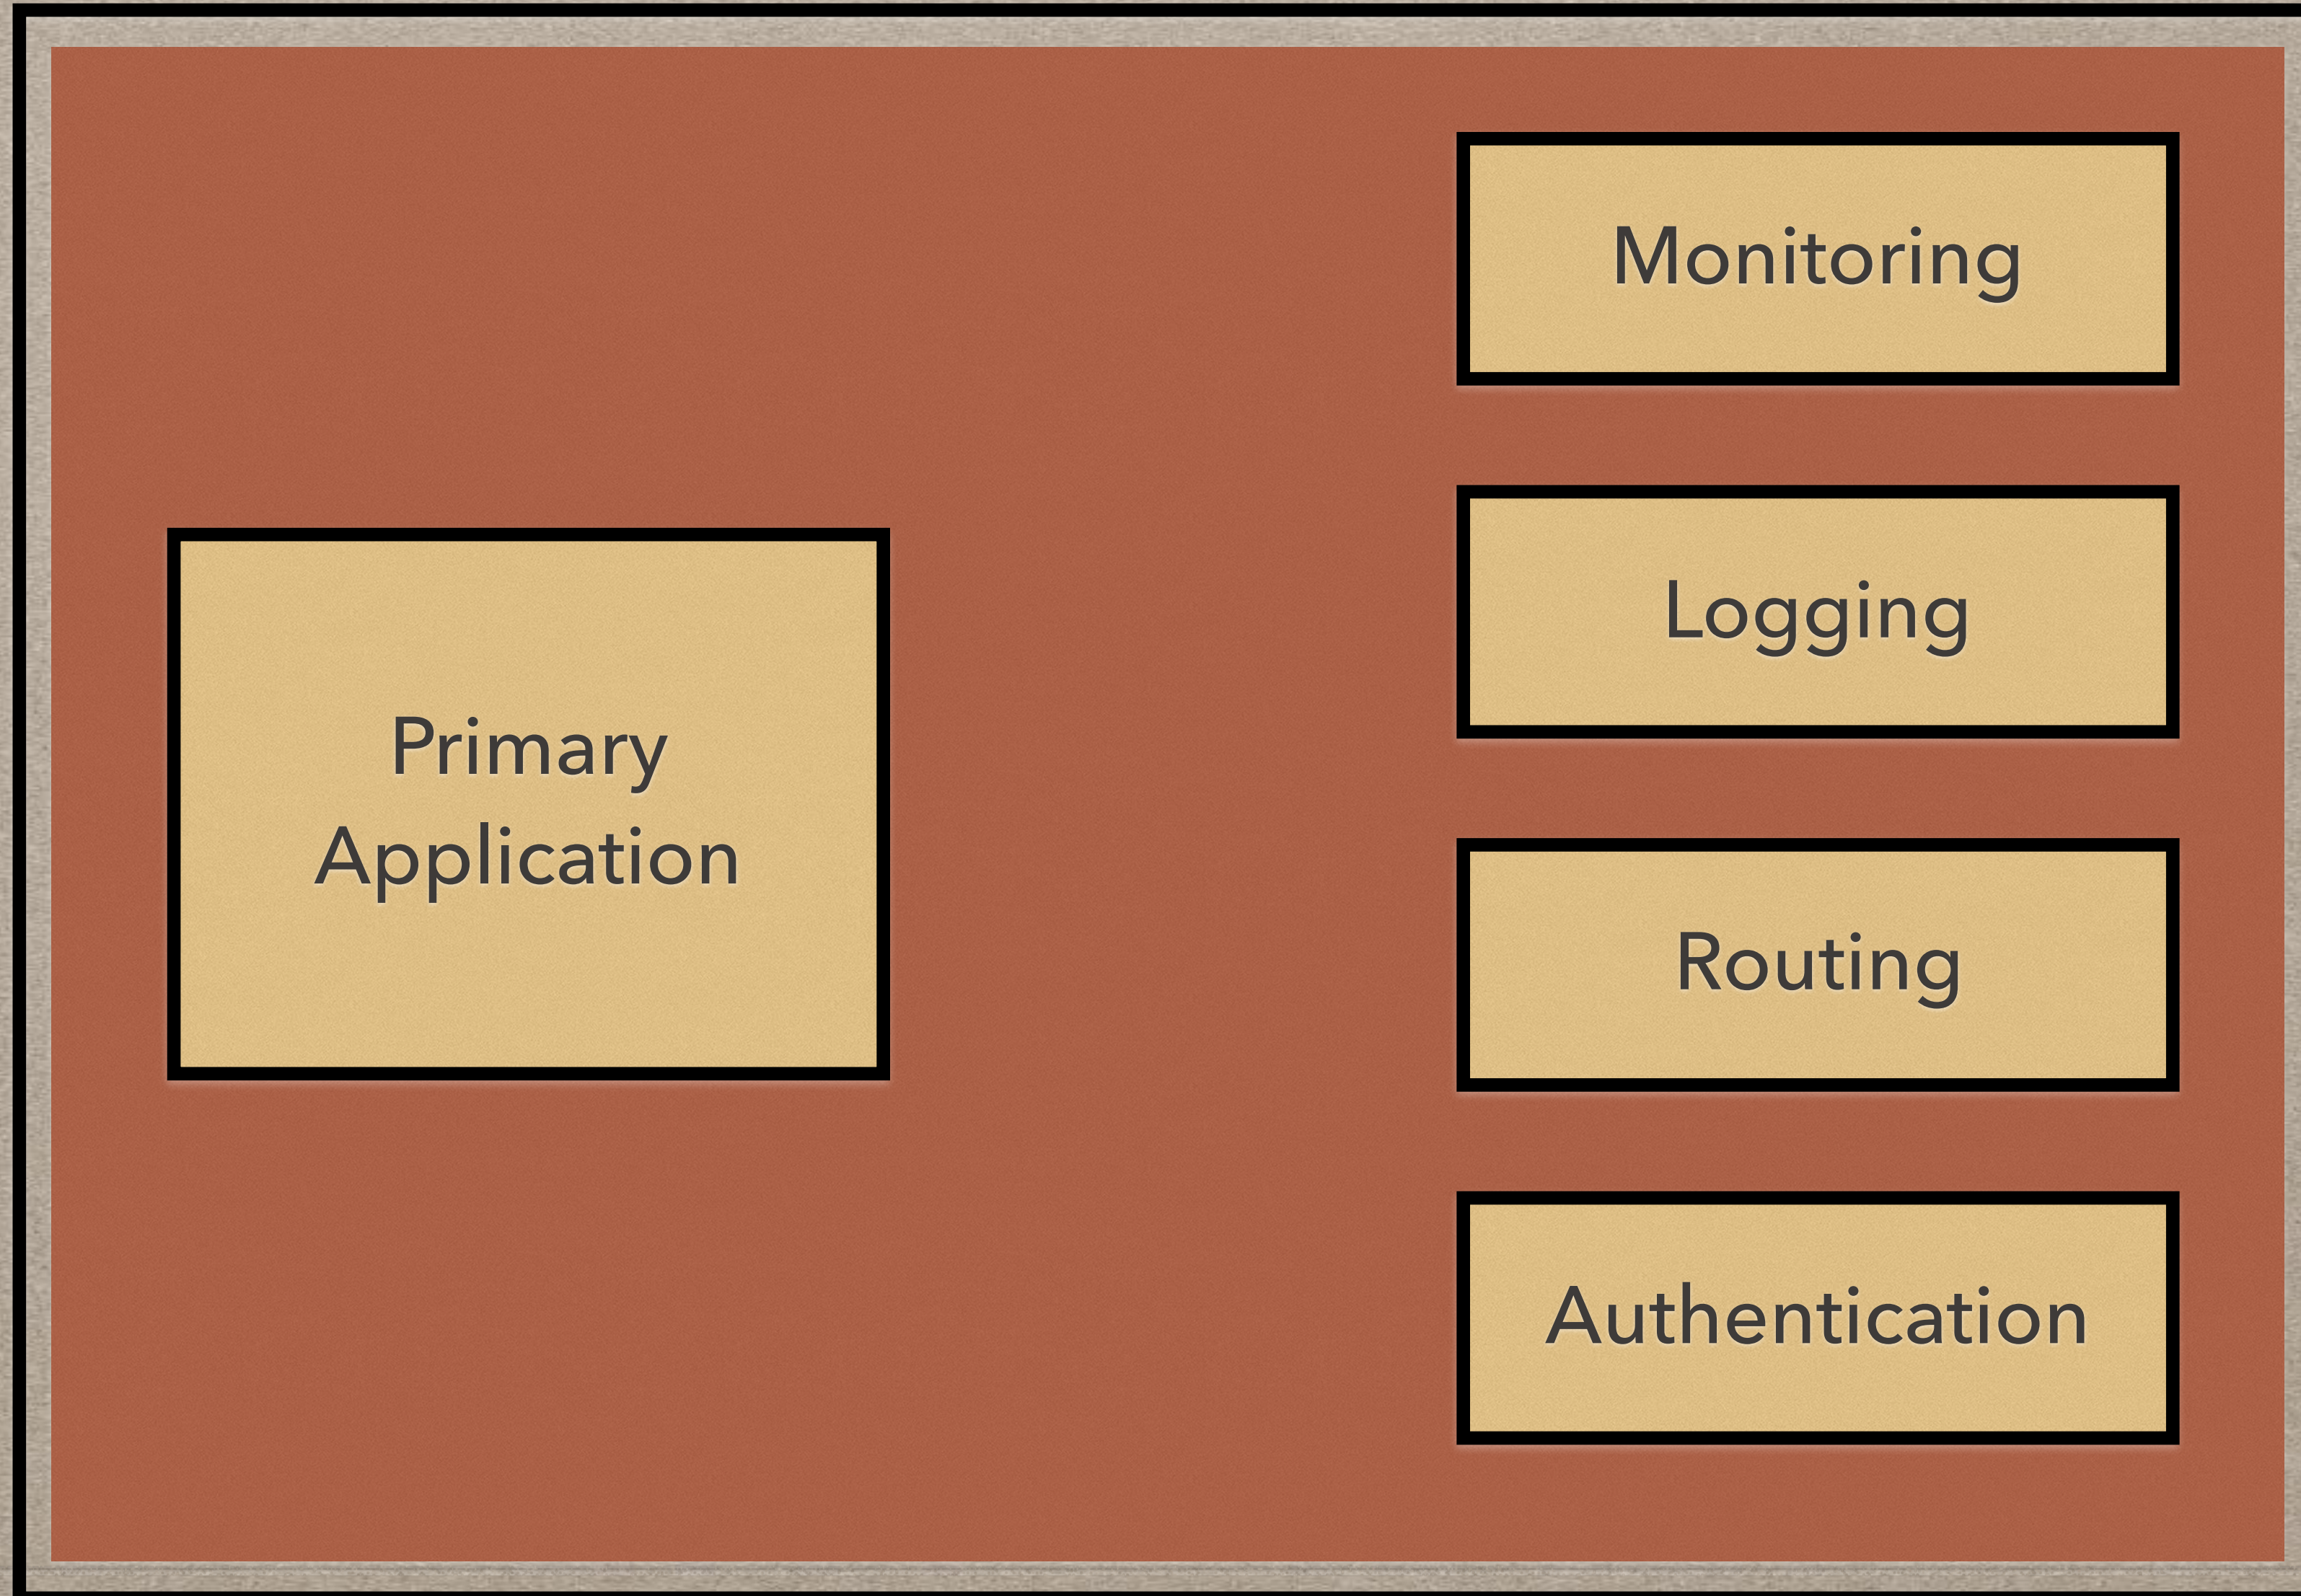 Primary
Application
Monitoring
Logging
Routing
Authentication